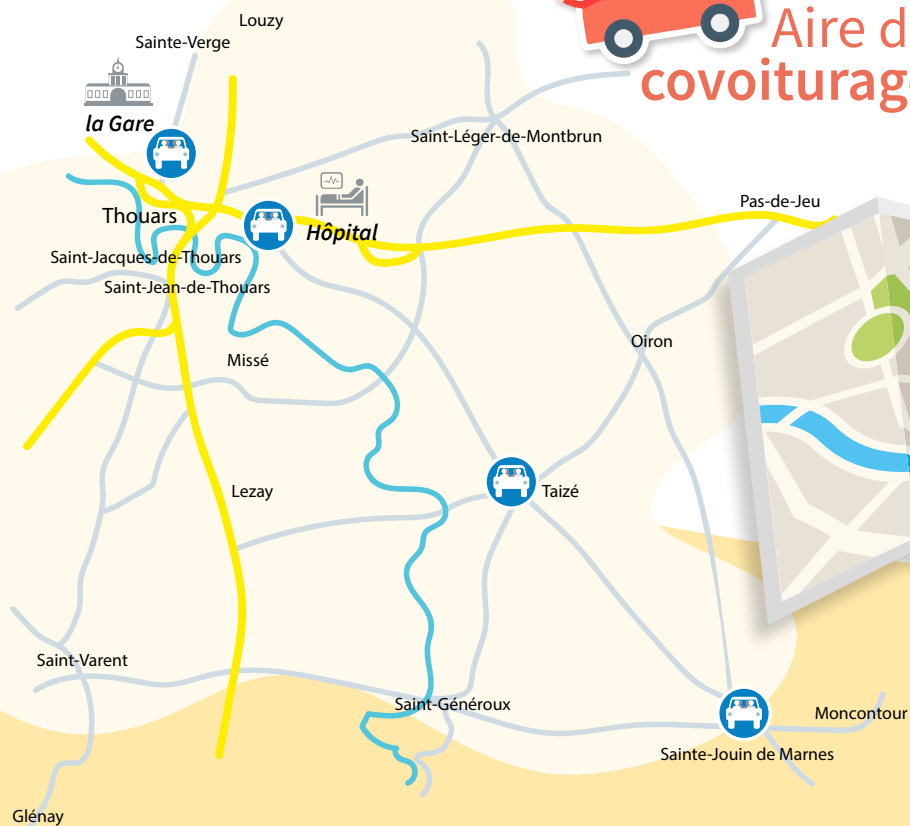 Louzy
Sainte-Verge
Aire d
covoiturag
la Gare
Saint-Léger-de-Montbrun
Pas-de-Jeu
Thouars
Hôpital
Saint-Jacques-de-Thouars
Saint-Jean-de-Thouars
Oiron
Missé
Lezay
Taizé
Saint-Varent
Saint-Généroux
Moncontour
Sainte-Jouin de Marnes
Glénay